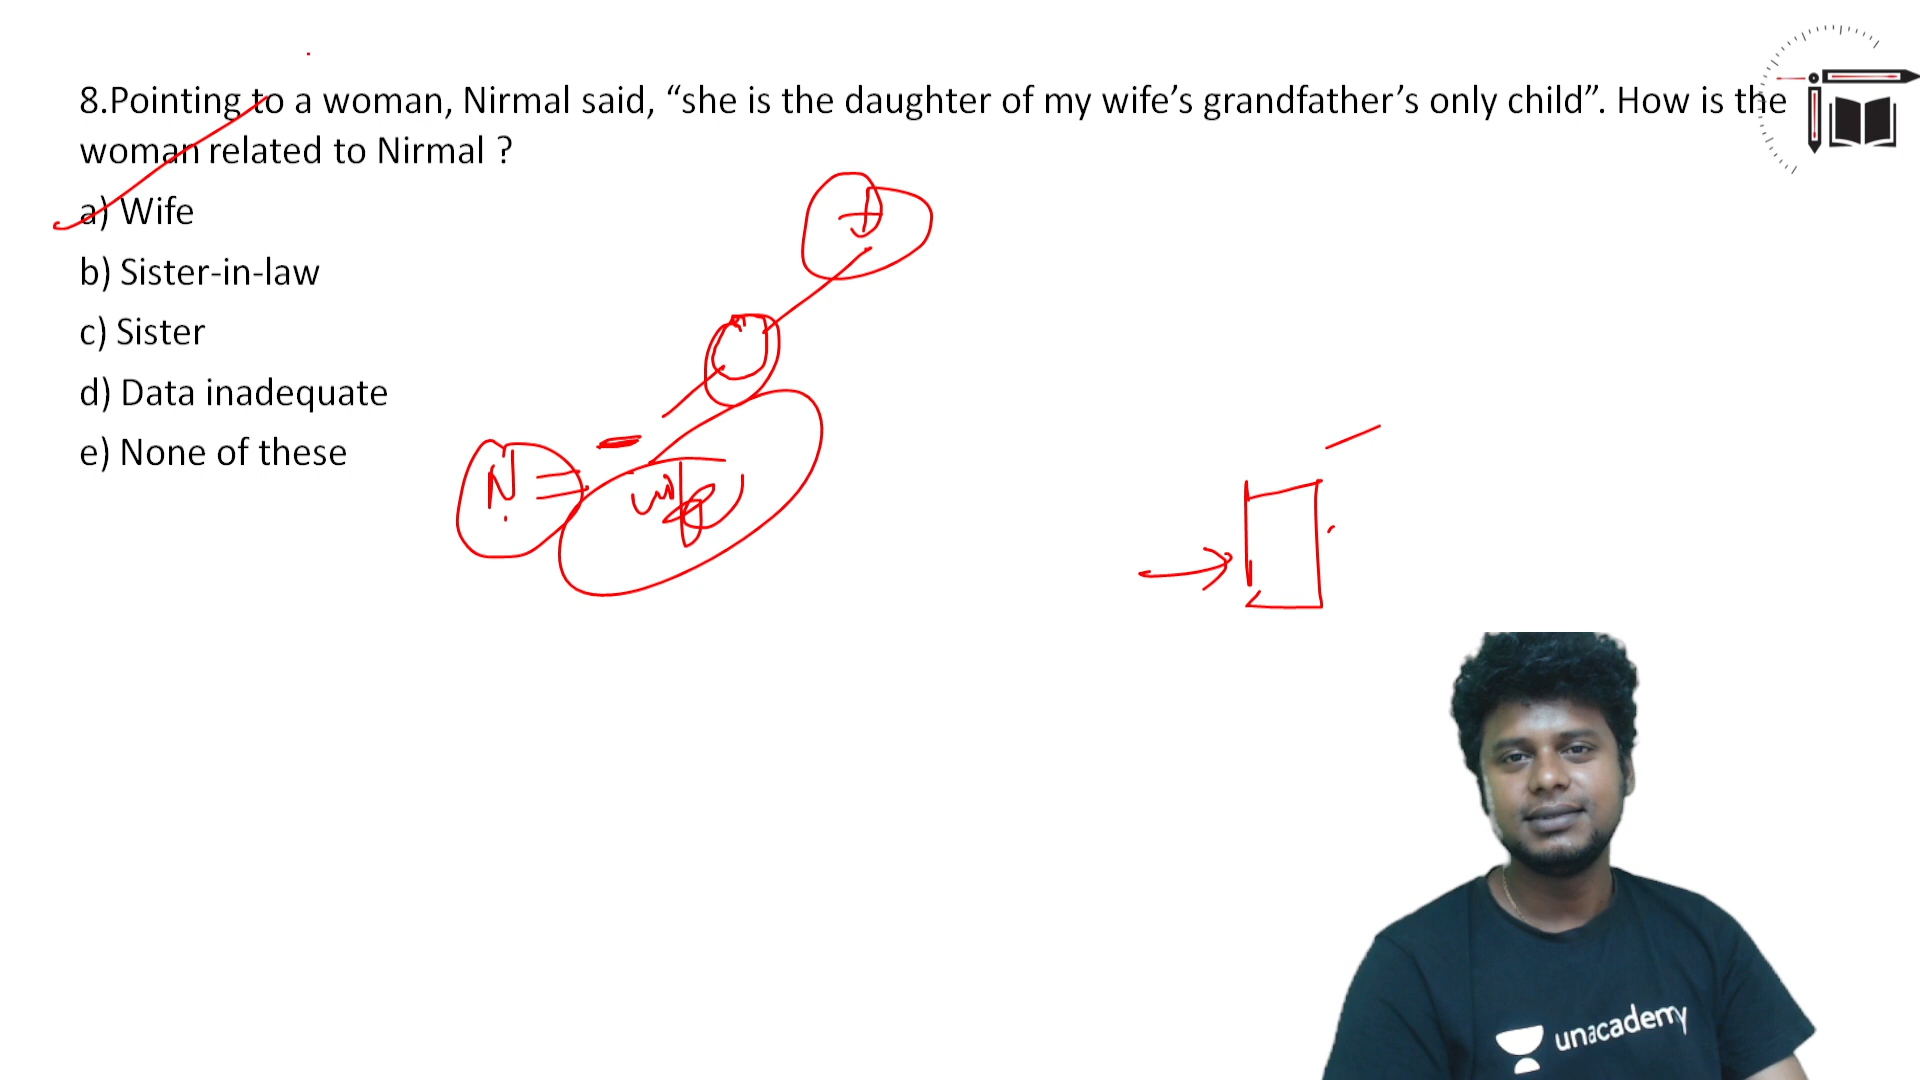 8.Pointing to a woman, Nirmal said, “she is the daughter of my wife’s grandfather’s only child”. How is the
woman related to Nirmal ?
a) Wife
b) Sister-in-law
c) Sister
d) Data inadequate
e) None of these
N
wife
unacademy